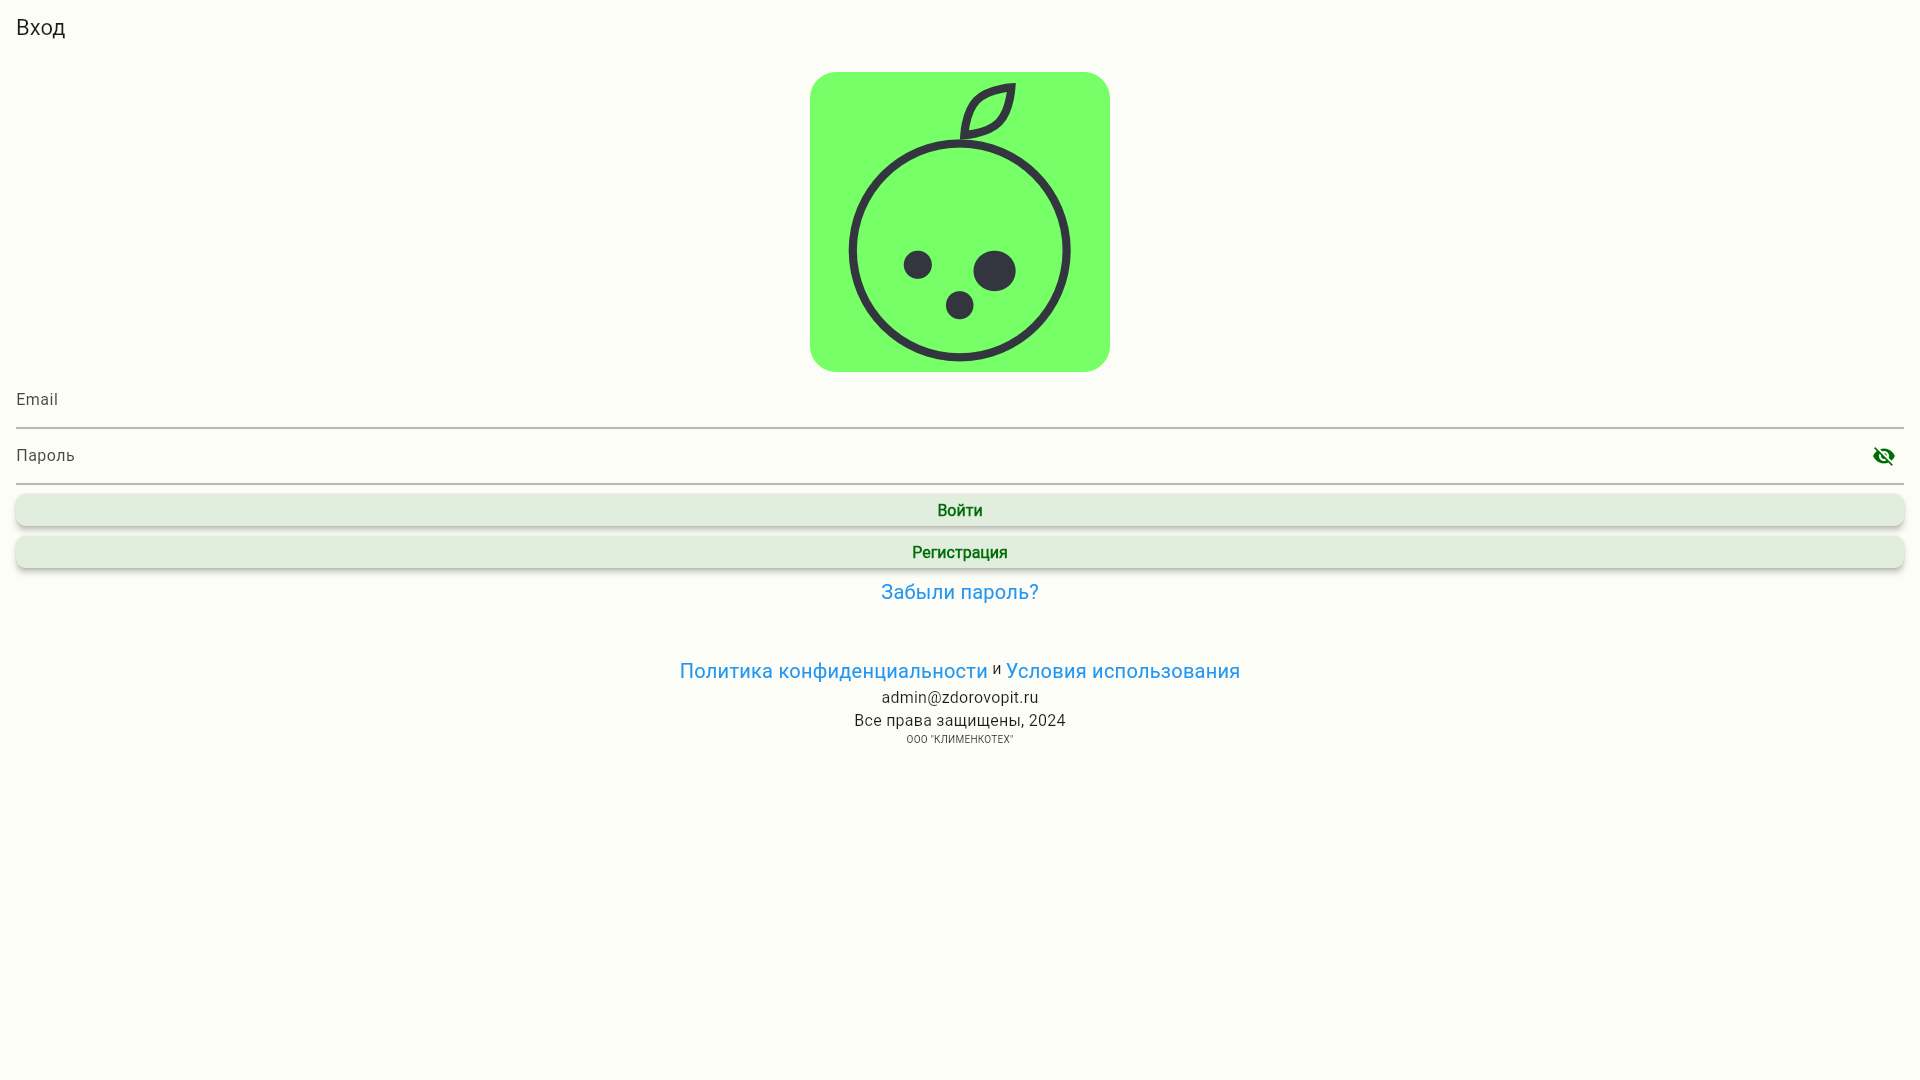 Вход
Email
Пароль
Войти
Регистрация
Забыли пароль?
Политика конфиденциальности и Условия использования
admin@zdorovopit.ru
Все права защищены, 2024
ООО "КЛИМЕНКОТЕХ"